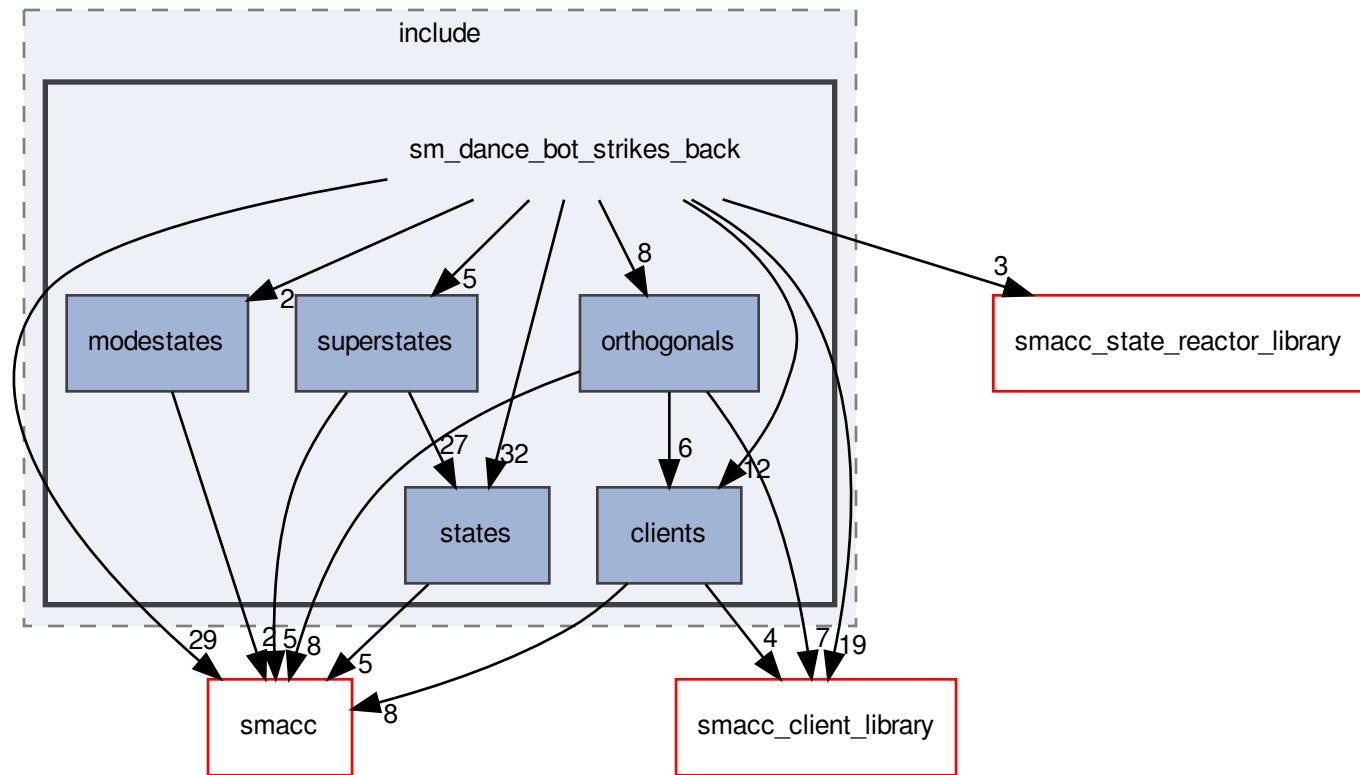 include
sm_dance_bot_strikes_back
8
3
5
2
modestates
superstates
orthogonals
smacc_state_reactor_library
27
32
6
12
states
clients
29
2
5
8
5
4
7
19
8
smacc
smacc_client_library